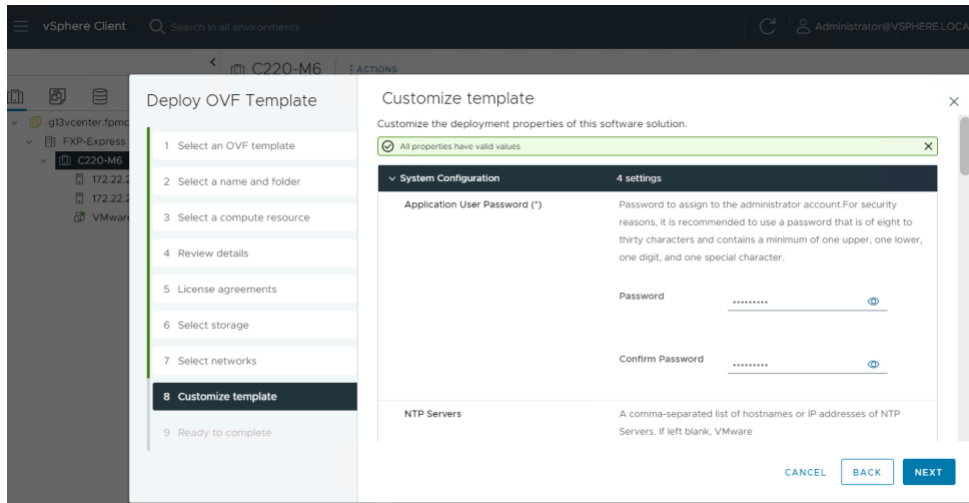 vSphere Client
Search in all environments
Administrator@VSPHERE.LOCA
C220-M6
ACTIONS
g13vcenter.fpmc
FXP-Express
C220-M6
172.22.2
172.22.2
VMwar
Deploy OVF Template
1 Select an OVF template
2 Select a name and folder
3 Select a compute resource
4 Review details
5 License agreements
6 Select storage
7 Select networks
8 Customize template
9 Ready to complete
Customize template
Customize the deployment properties of this software solution.
All properties have valid values
System Configuration 4 settings
Application User Password (*)
Password to assign to the administrator account.For security
reasons, it is recommended to use a password that is of eight to
thirty characters and contains a minimum of one upper, one lower,
one digit, and one special character.
Password
Confirm Password
NTP Servers
A comma-separated list of hostnames or IP addresses of NTP
Servers. If left blank, VMware
CANCEL
BACK
NEXT